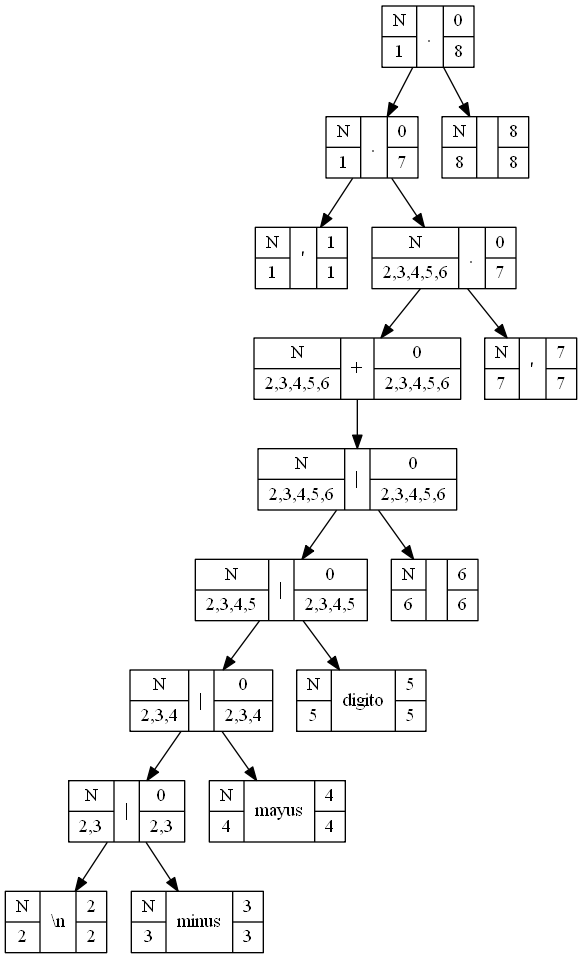 N . 0
1 8
N . 0
1 7
N 8
8 8
N ' 1
1 1
N . 0
2,3,4,5,6 7
N + 0
2,3,4,5,6 2,3,4,5,6
N ' 7
7 7
N | 0
2,3,4,5,6 2,3,4,5,6
N | 0
2,3,4,5 2,3,4,5
N 6
6 6
N | 0
2,3,4 2,3,4
N digito 5
5 5
N | 0
2,3 2,3
N mayus 4
4 4
N \n 2
2 2
N minus 3
3 3